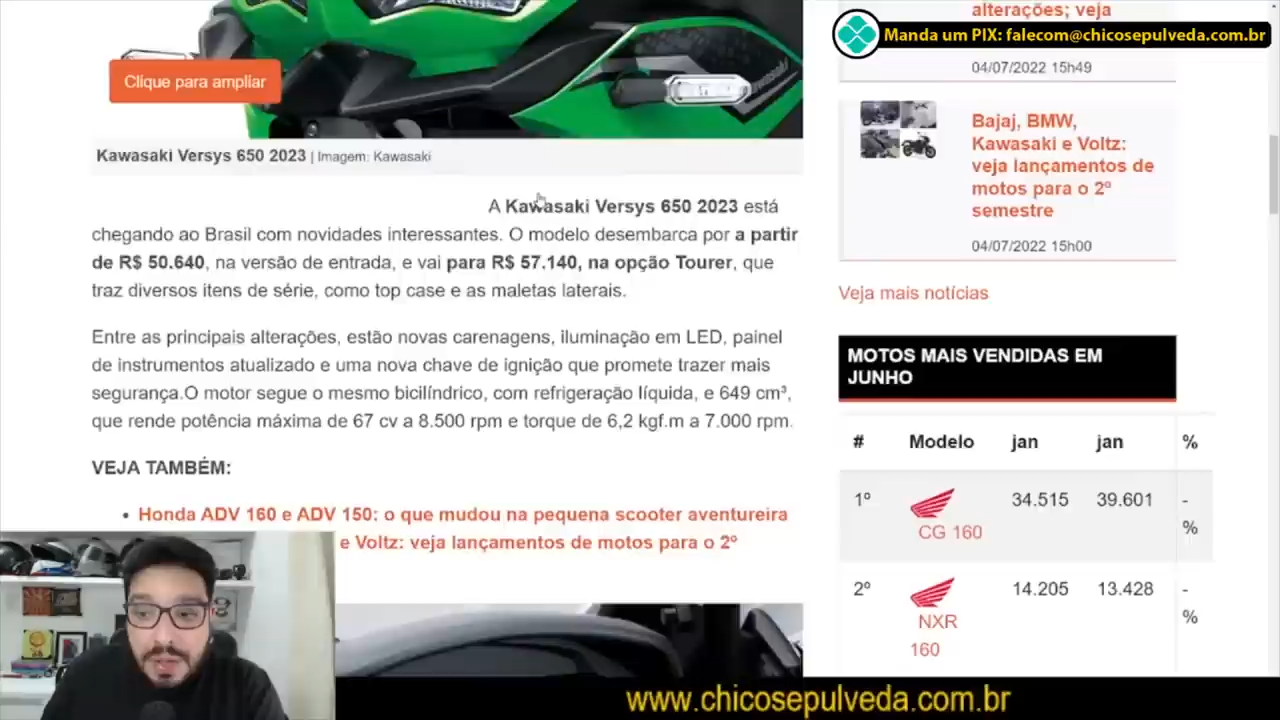 Manda um PIX: falecom@chicosepulveda.com.br
Clique para ampliar
Kawasaki Versys 650 2023 | Imagem: Kawasaki
A Kawasaki Versys 650 2023 está
chegando ao Brasil com novidades interessantes. O modelo desembarca por a partir
de R$ 50.640, na versão de entrada, e vai para R$ 57.140, na opção Tourer, que
traz diversos itens de série, como top case e as maletas laterais.
Entre as principais alterações, estão novas carenagens, iluminação em LED, painel
de instrumentos atualizado e uma nova chave de ignição que promete trazer mais
segurança.O motor segue o mesmo bicilíndrico, com refrigeração líquida, e 649 cm³,
que rende potência máxima de 67 cv a 8.500 rpm e torque de 6,2 kgf.m a 7.000 rpm.
VEJA TAMBÉM:
• Honda ADV 160 e ADV 150: o que mudou na pequena scooter aventureira
e Voltz: veja lançamentos de motos para o 2º
alterações; veja
04/07/2022 15h49
Bajaj, BMW,
Kawasaki e Voltz:
veja lançamentos de
motos para o 2º
semestre
04/07/2022 15h00
Veja mais notícias
MOTOS MAIS VENDIDAS EM
JUNHO
# Modelo jan jan %
1º CG 160 34.515 39.601 -%
2º NXR 160 14.205 13.428 -%
www.chicosepulveda.com.br